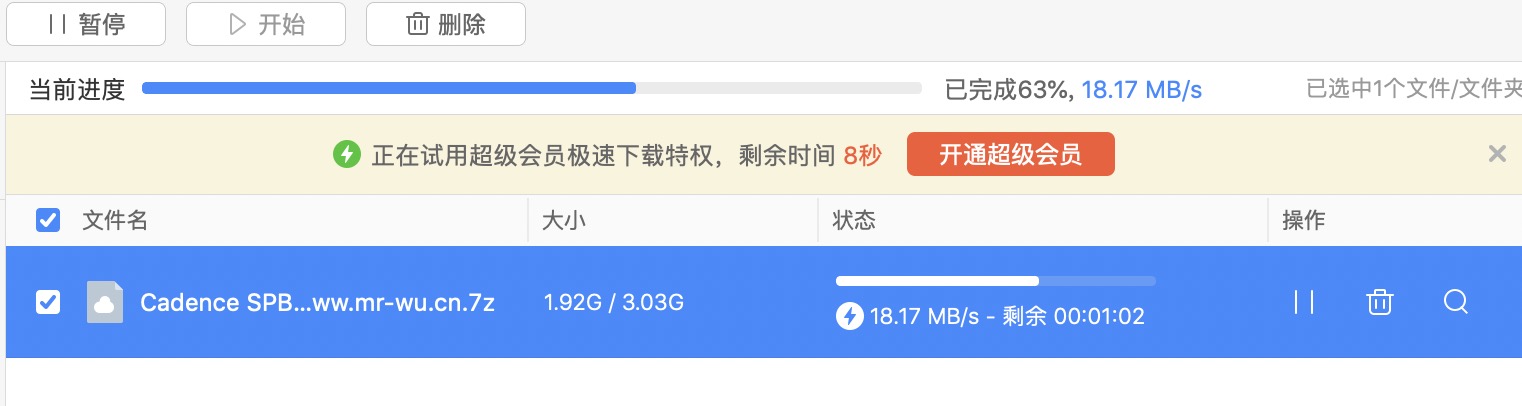 暂停 开始 删除
当前进度 已完成63%, 18.17 MB/s 已选中1个文件/文件夹
正在试用超级会员极速下载特权，剩余时间 8秒 开通超级会员
文件名 大小 状态 操作
Cadence SPB...ww.mr-wu.cn.7z 1.92G / 3.03G
18.17 MB/s - 剩余 00:01:02